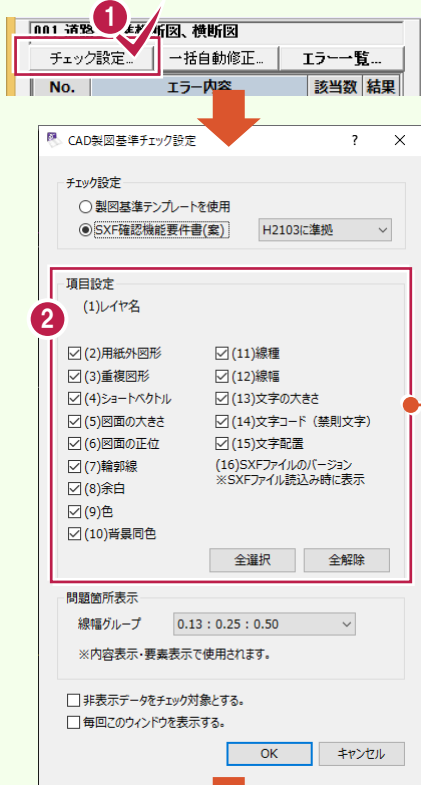 1
001 道路 断図、横断図
チェック設定... 一括自動修正... エラー一覧...
No. エラー内容 該当数 結果
CAD製図基準チェック設定 ? ×
チェック設定
製図基準テンプレートを使用
SXF確認機能要件書(案) H2103に準拠
2
項目設定
(1)レイヤ名
(2)用紙外図形 (11)線種
(3)重複図形 (12)線幅
(4)ショートベクトル (13)文字の大きさ
(5)図面の大きさ (14)文字コード（禁則文字）
(6)図面の正位 (15)文字配置
(7)輪郭線 (16)SXFファイルのバージョン
※SXFファイル読込み時に表示
(8)余白
(9)色
(10)背景同色
全選択 全解除
問題箇所表示
線幅グループ 0.13 : 0.25 : 0.50
※内容表示・要素表示で使用されます。
非表示データをチェック対象とする。
毎回このウィンドウを表示する。
OK キャンセル